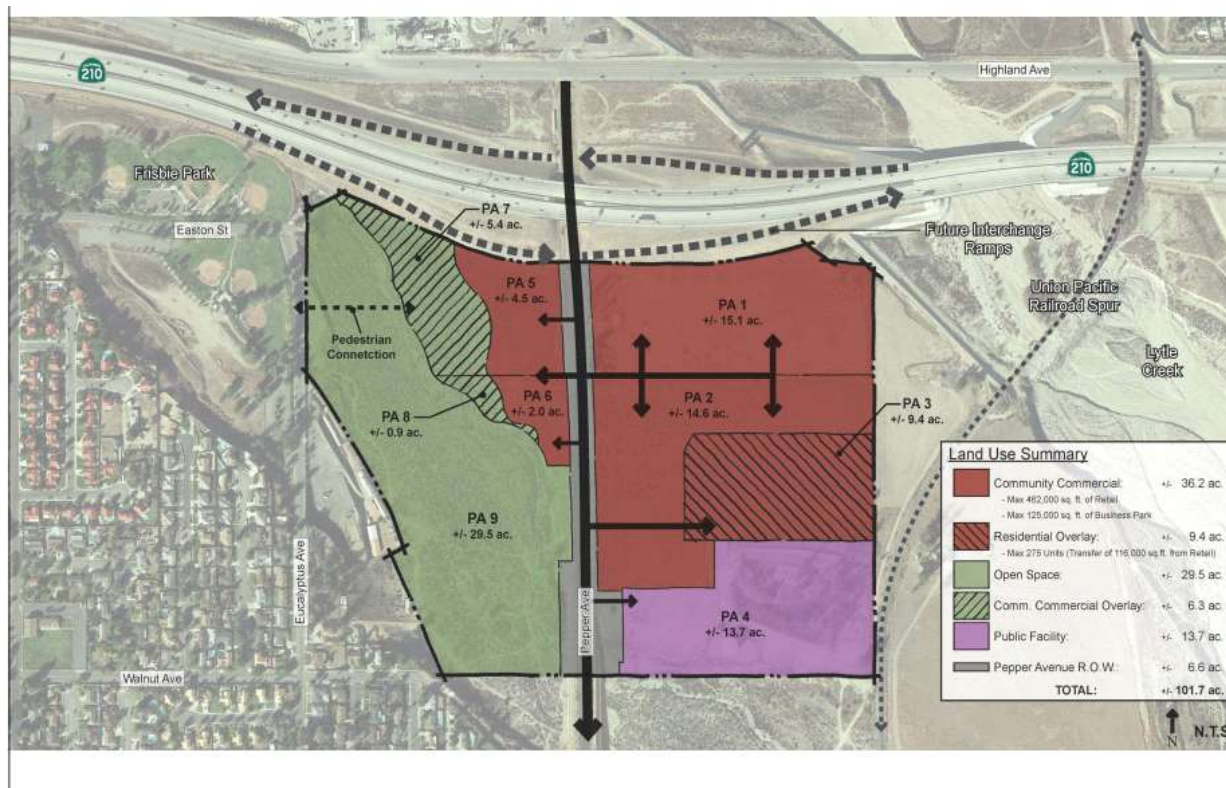 210
Highland Ave
Frisbie Park
210
Easton St
PA 7
+/- 5.4 ac.
Future Interchange
Ramps
PA 5
+/- 4.5 ac.
PA 1
+/- 15.1 ac.
Union Pacific
Railroad Spur
Pedestrian
Connetction
Lytle
Creek
PA 6
+/- 2.0 ac.
PA 2
+/- 14.6 ac.
PA 3
+/- 9.4 ac.
PA 8
+/- 0.9 ac.
PA 9
+/- 29.5 ac.
Eucalyptus Ave
Pepper Ave
PA 4
+/- 13.7 ac.
Walnut Ave
Land Use Summary
Community Commercial: +/- 36.2 ac.
- Max 462,000 sq. ft. of Retail
- Max 125,000 sq. ft. of Business Park
Residential Overlay: +/- 9.4 ac.
- Max 275 Units (Transfer of 116,000 sq.ft. from Retail)
Open Space: +/- 29.5 ac.
Comm. Commercial Overlay: +/- 6.3 ac.
Public Facility: +/- 13.7 ac.
Pepper Avenue R.O.W.: +/- 6.6 ac.
TOTAL: +/- 101.7 ac.
N
N.T.S